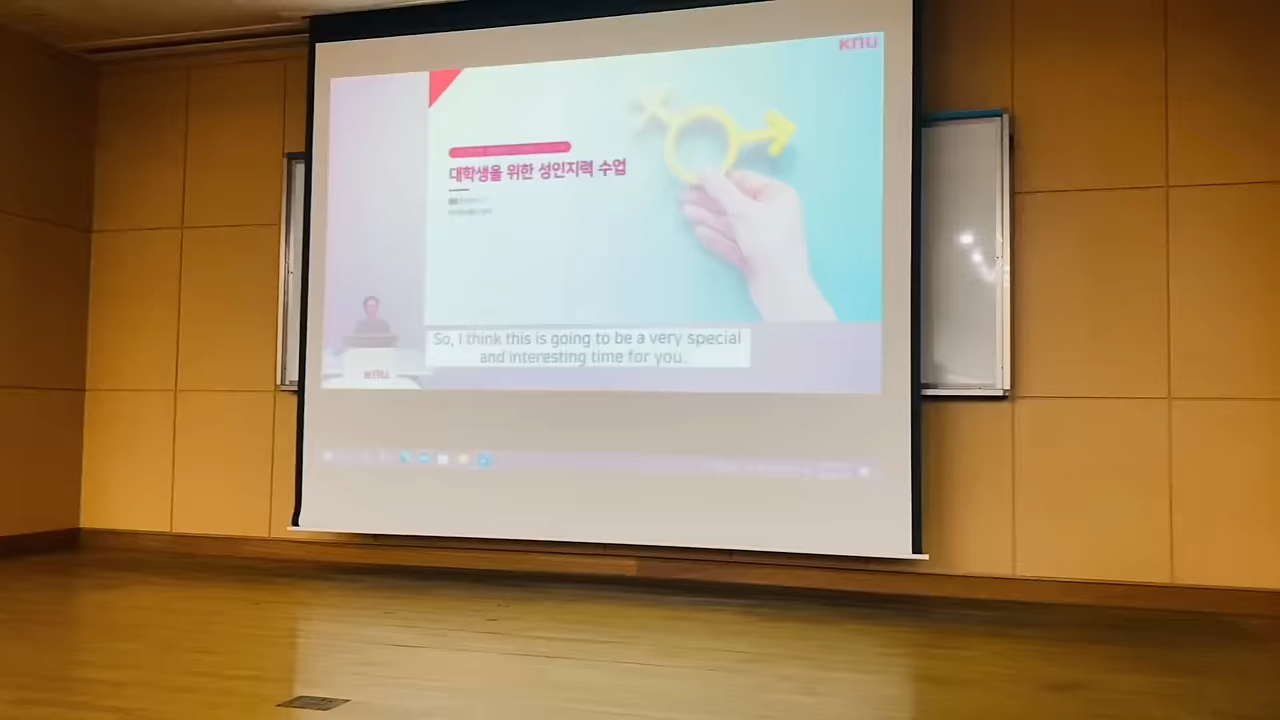 KNU
대학생을 위한 성인지력 수업
So, I think this is going to be a very special
and interesting time for you.
KNU